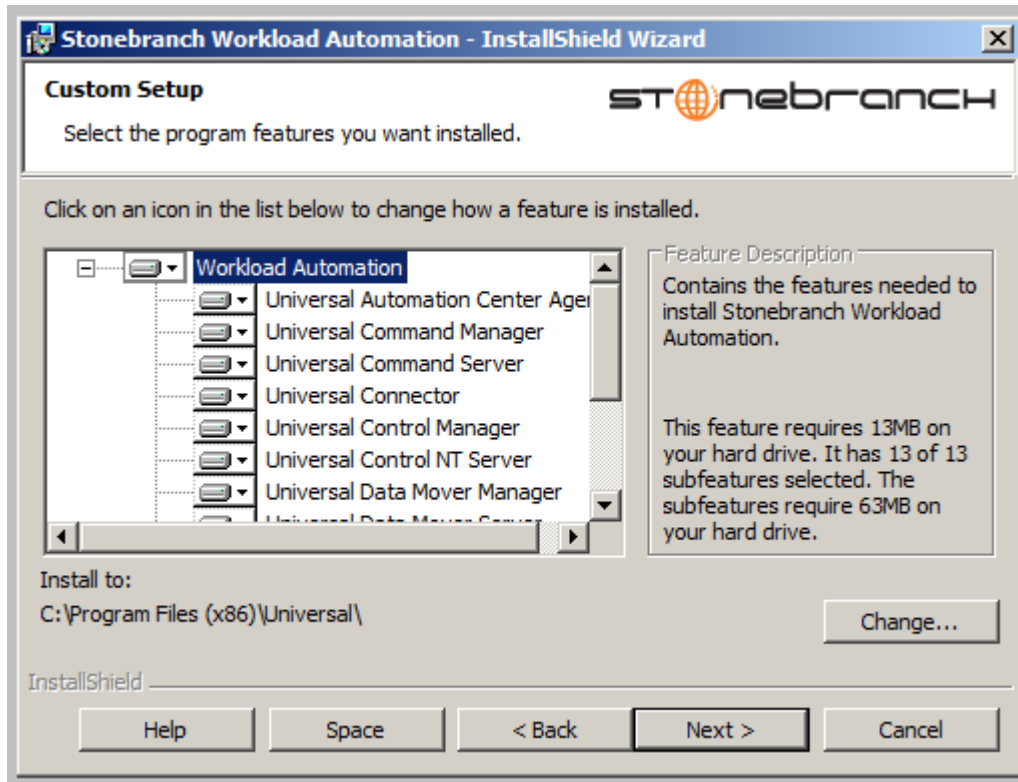 Stonebranch Workload Automation - InstallShield Wizard
Custom Setup
Select the program features you want installed.
stonebranch
Click on an icon in the list below to change how a feature is installed.
Workload Automation
Universal Automation Center Agen
Universal Command Manager
Universal Command Server
Universal Connector
Universal Control Manager
Universal Control NT Server
Universal Data Mover Manager
Universal Data Mover Server
Feature Description
Contains the features needed to
install Stonebranch Workload
Automation.
This feature requires 13MB on
your hard drive. It has 13 of 13
subfeatures selected. The
subfeatures require 63MB on
your hard drive.
Install to:
C:\Program Files (x86)\Universal\
Change...
InstallShield
Help
Space
< Back
Next >
Cancel